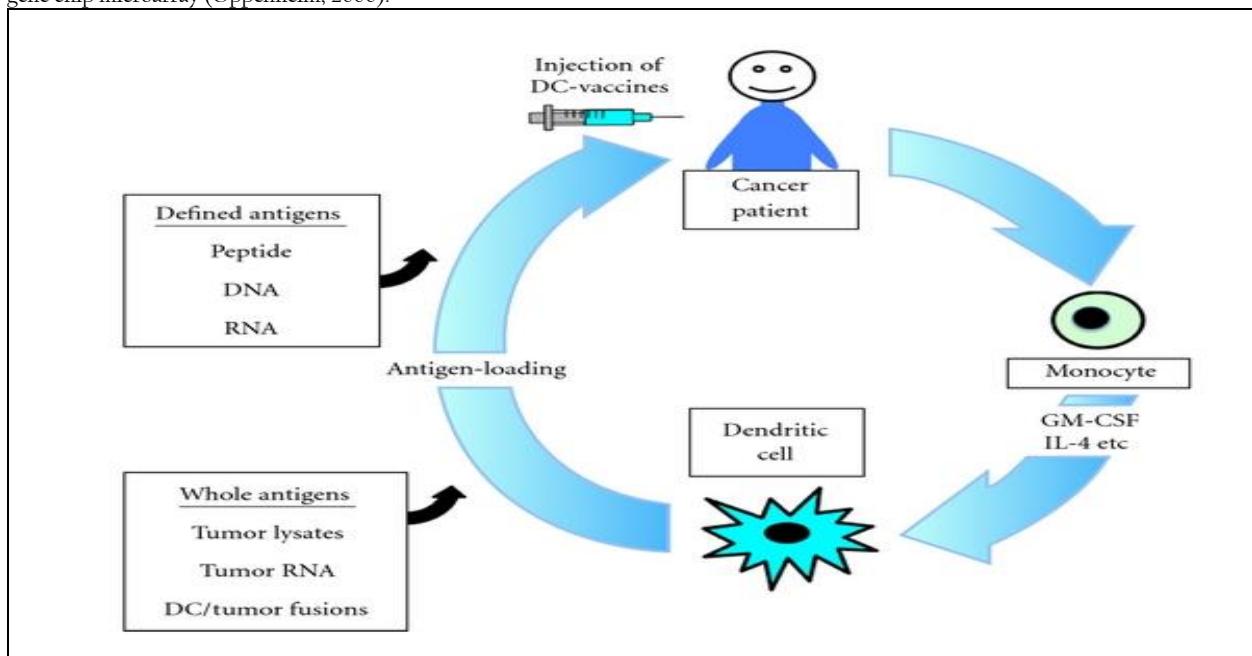 Injection of
DC-vaccines
Cancer
patient
Defined antigens
Peptide
DNA
RNA
Monocyte
Antigen-loading
GM-CSF
IL-4 etc
Dendritic
cell
Whole antigens
Tumor lysates
Tumor RNA
DC/tumor fusions